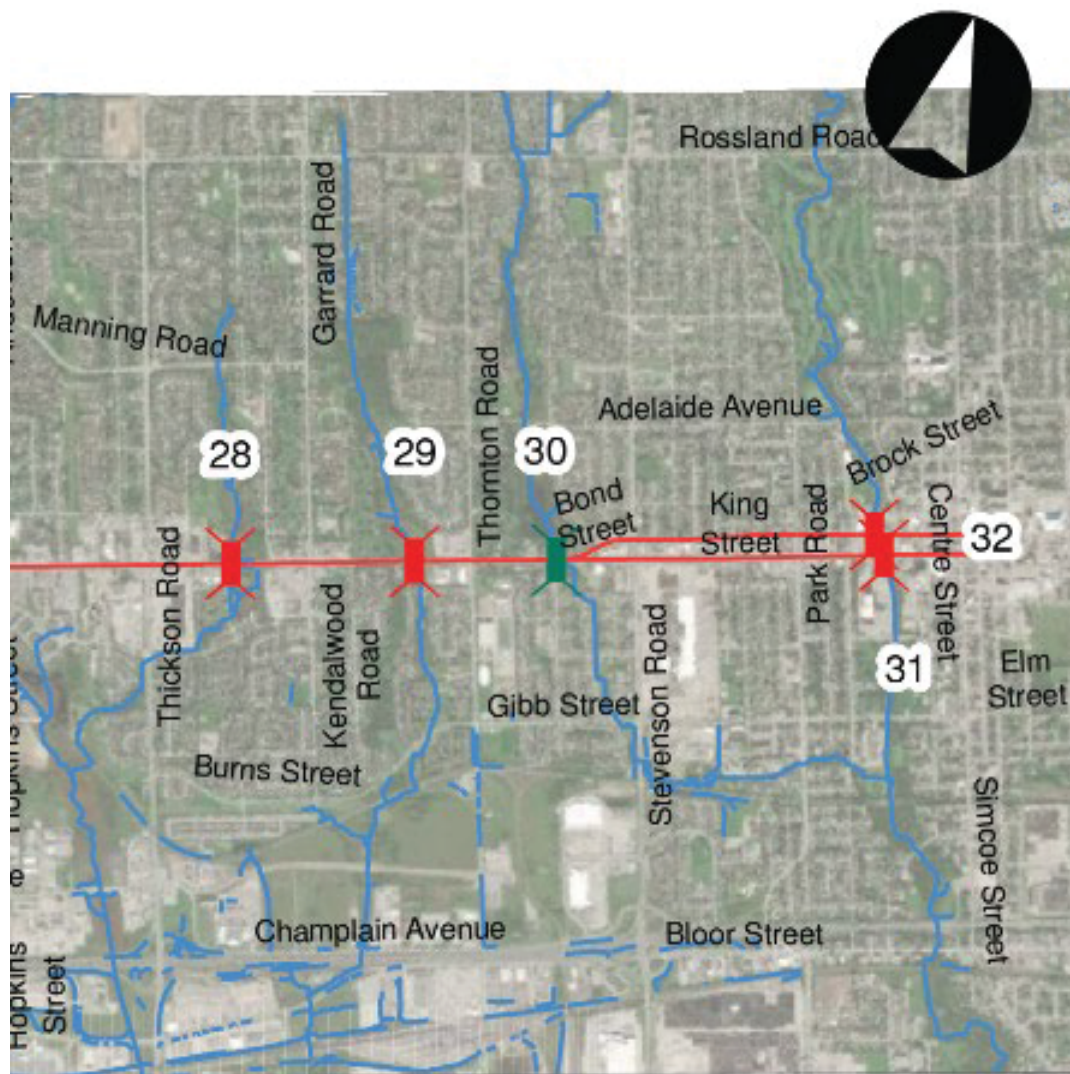 Rossland Road
Garrard Road
Manning Road
Thornton Road
Adelaide Avenue
Brock Street
28
29
30
Bond
Street
King
Street
Park Road
Centre Street
32
Thickson Road
Kendalwood
Road
Stevenson Road
31
Elm
Street
Gibb Street
Burns Street
Hopkins Street
Simcoe Street
Champlain Avenue
Bloor Street
Hopkins
Street